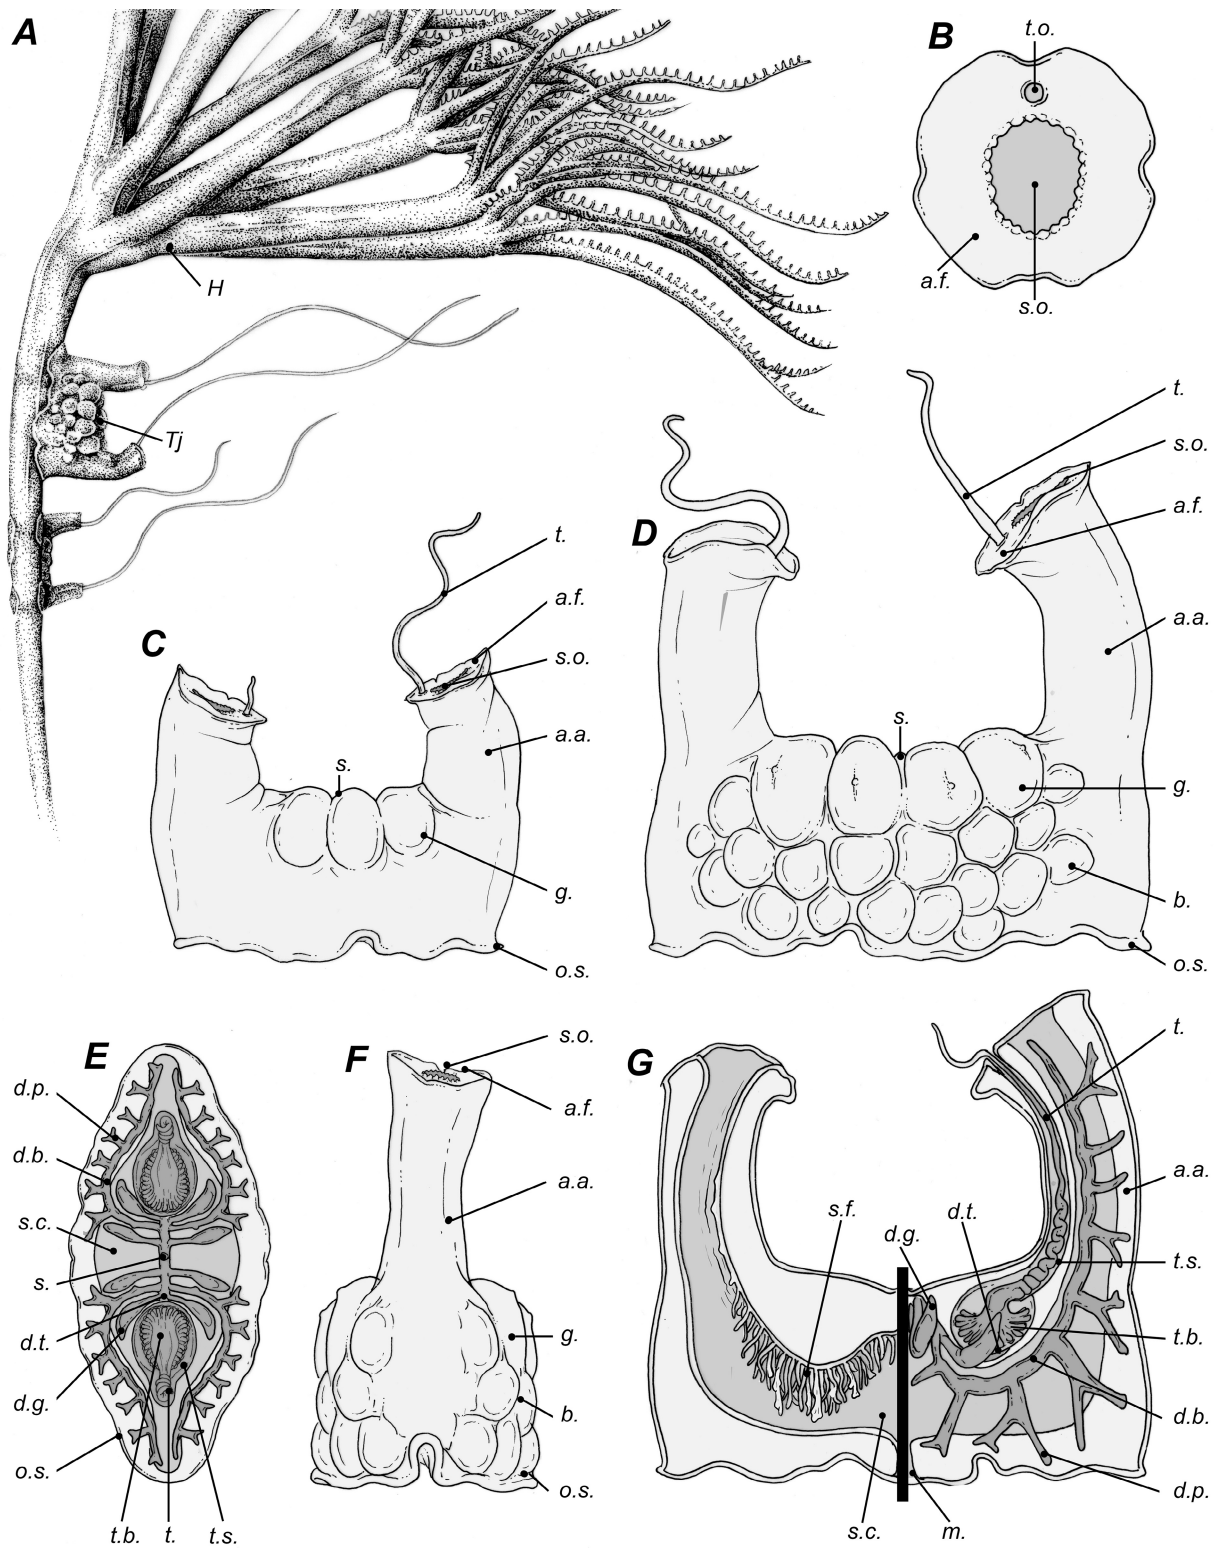 A
H
Tj
B
t.o.
a.f.
s.o.
C
t.
a.f.
s.o.
a.a.
s.
g.
o.s.
D
t.
s.o.
a.f.
a.a.
s.
g.
b.
o.s.
E
d.p.
d.b.
s.c.
s.
d.t.
d.g.
o.s.
t.b.
t.
t.s.
F
s.o.
a.f.
a.a.
g.
b.
o.s.
G
t.
a.a.
s.f.
d.g.
d.t.
t.s.
t.b.
d.b.
d.p.
s.c.
m.